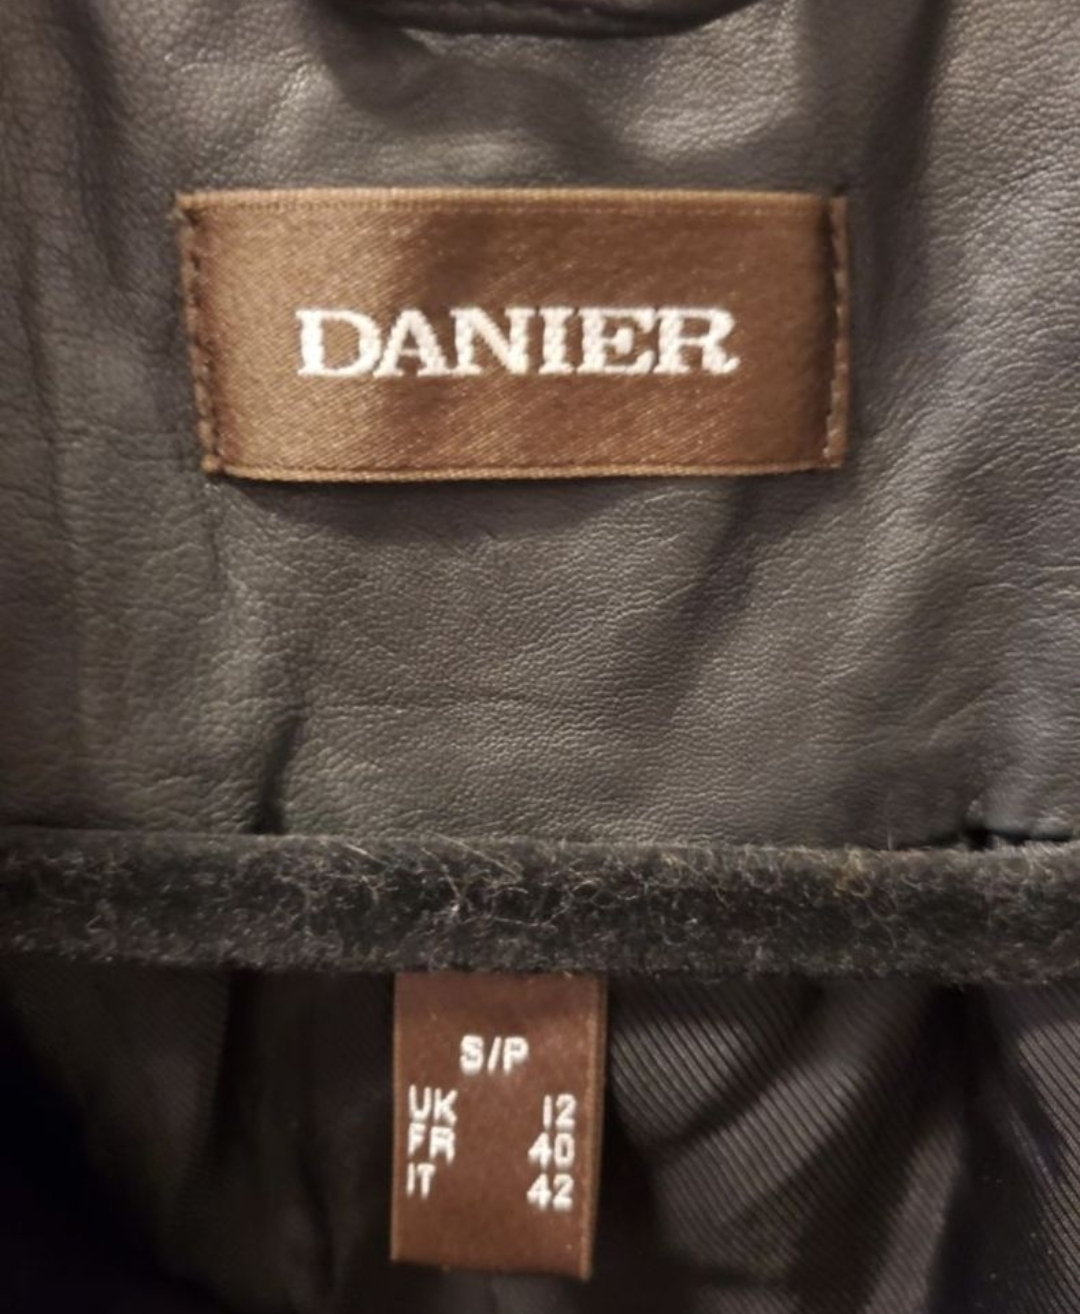 DANIER
S/P
UK 12
FR 40
IT 42